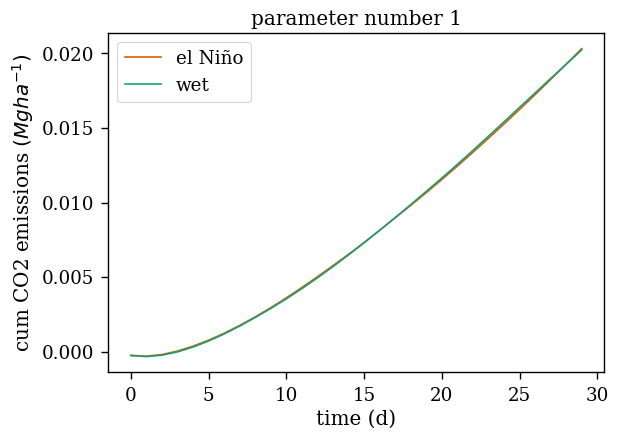 parameter number 1
cum CO2 emissions (Mgha⁻¹)
0.020
0.015
0.010
0.005
0.000
el Niño
wet
0 5 10 15 20 25 30
time (d)